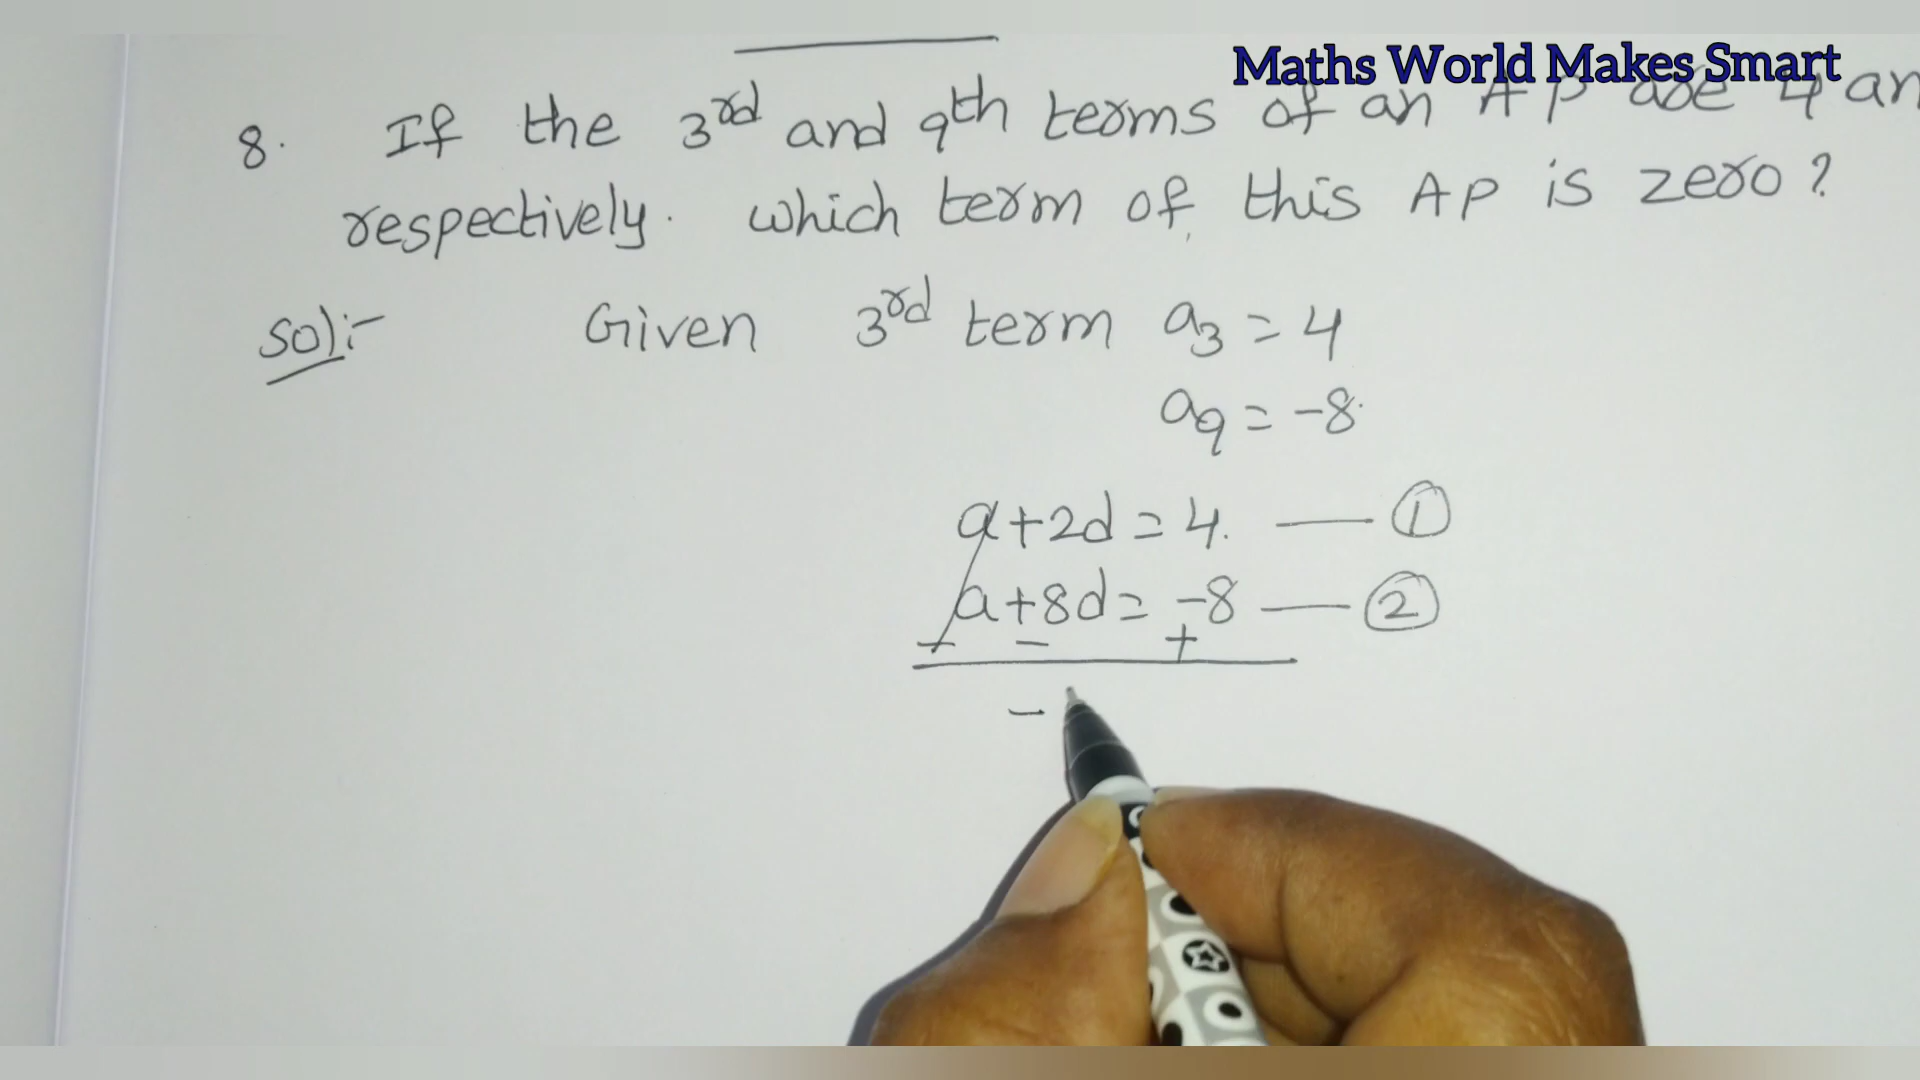 Maths World Makes Smart
8. If the 3rd and 9th terms of an AP are 4 an
respectively. which term of this AP is zero?
Sol:- Given 3rd term a3 = 4
a9 = -8.
a+2d = 4. —— ①
a+8d = -8 —— ②
- - +
-